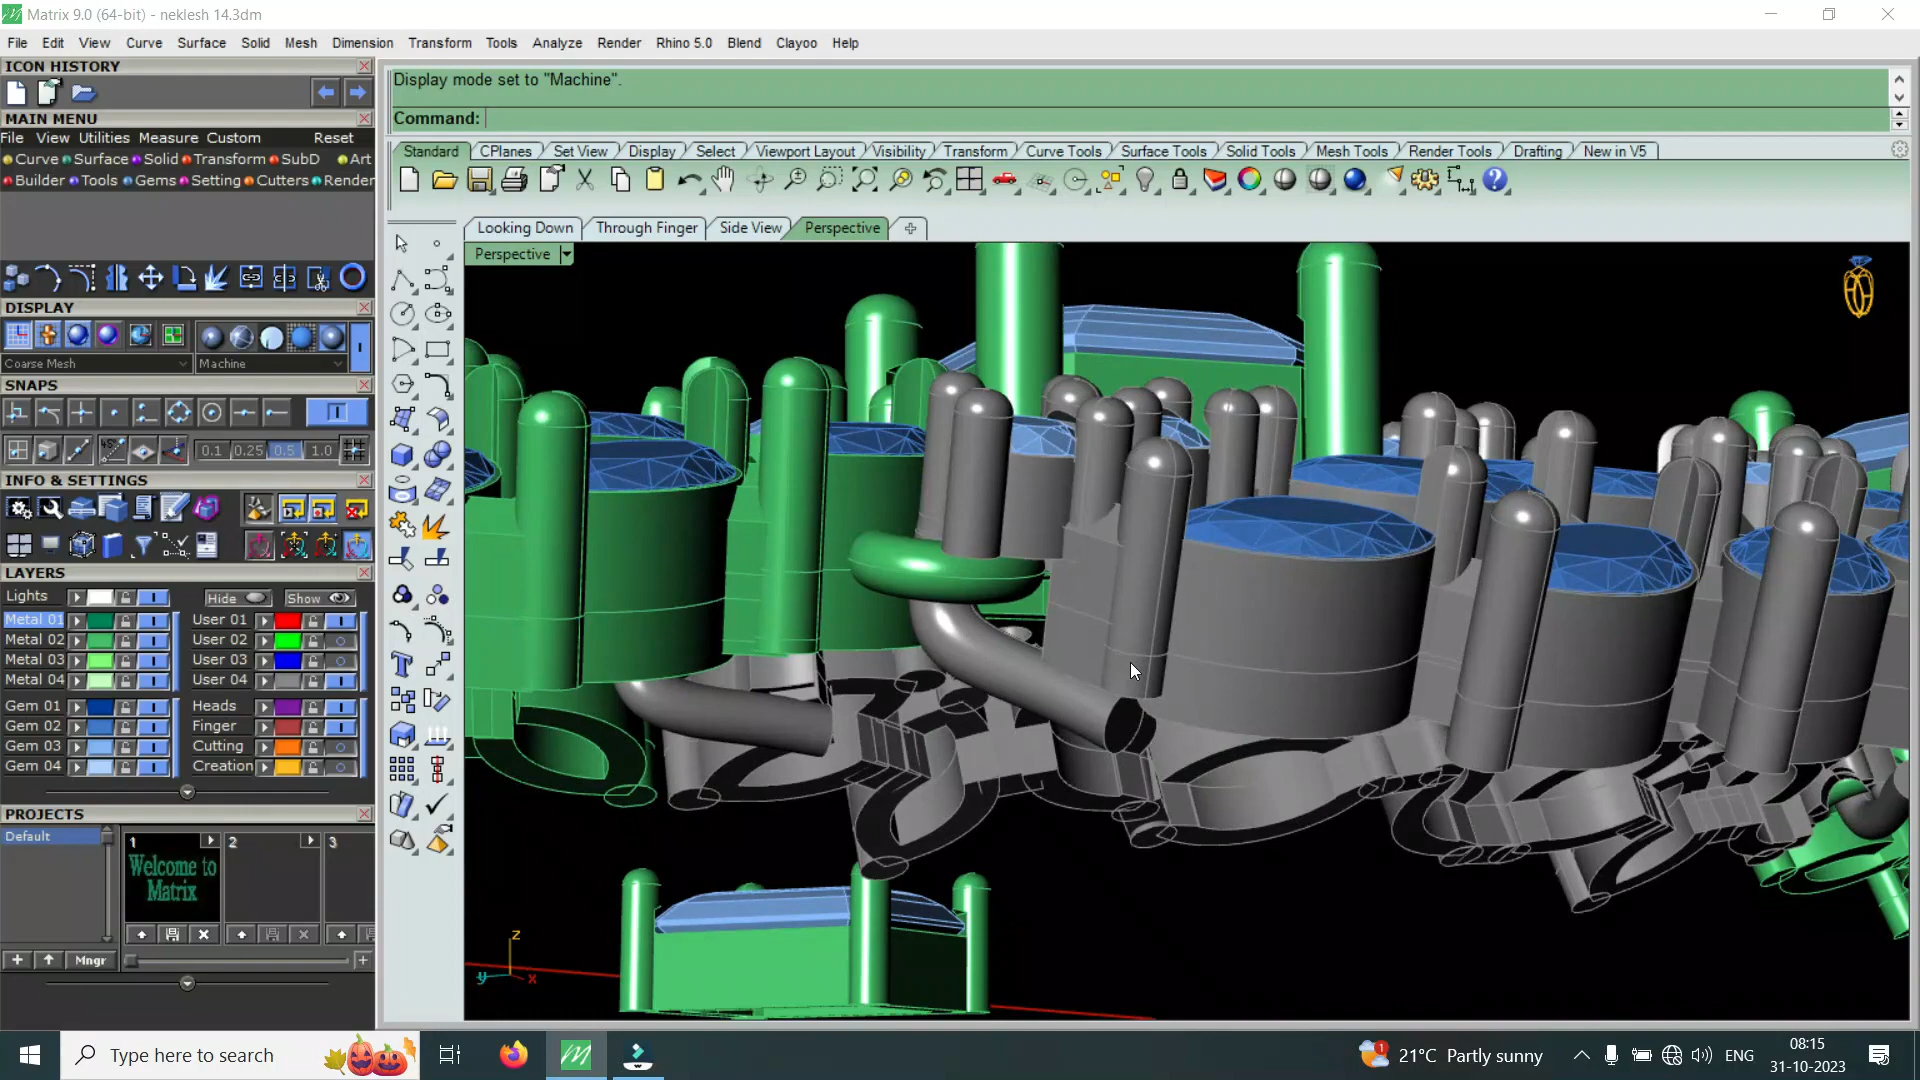 Matrix 9.0 (64-bit) - neklesh 14.3dm
File Edit View Curve Surface Solid Mesh Dimension Transform Tools Analyze Render Rhino 5.0 Blend Clayoo Help
ICON HISTORY
MAIN MENU
File View Utilities Measure Custom Reset
Curve Surface Solid Transform SubD Art
Builder Tools Gems Setting Cutters Render
DISPLAY
Coarse Mesh Machine
SNAPS
0.1 0.25 0.5 1.0
INFO & SETTINGS
LAYERS
Lights Hide Show
Metal 01 User 01
Metal 02 User 02
Metal 03 User 03
Metal 04 User 04
Gem 01 Heads
Gem 02 Finger
Gem 03 Cutting
Gem 04 Creation
PROJECTS
Default
1 2 3
Welcome to
Matrix
Mngr
Display mode set to "Machine".
Command:
Standard CPlanes Set View Display Select Viewport Layout Visibility Transform Curve Tools Surface Tools Solid Tools Mesh Tools Render Tools Drafting New in V5
Looking Down Through Finger Side View Perspective
Perspective
z
y x
Type here to search
1
21°C Partly sunny
ENG
08:15
31-10-2023